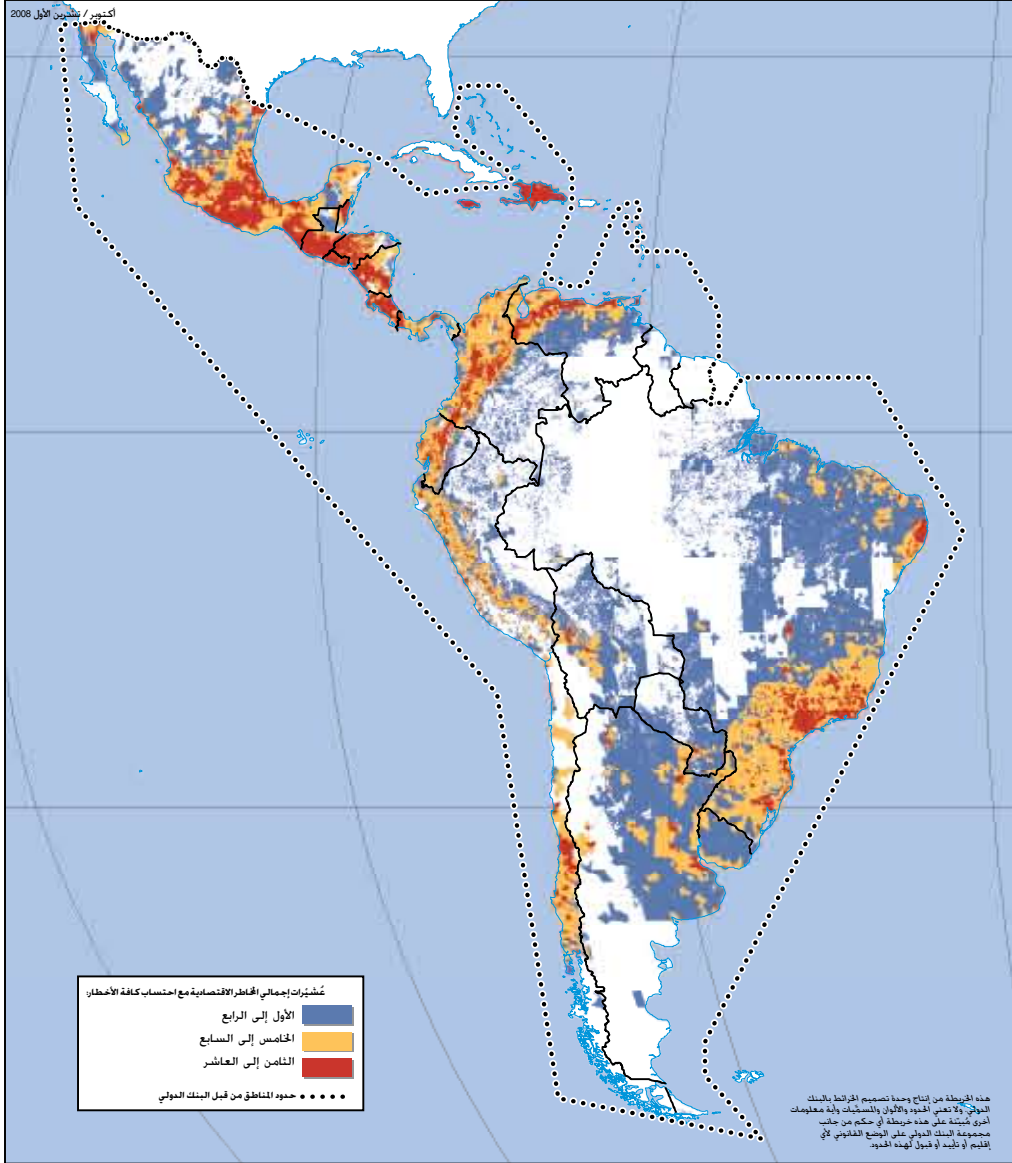 أكتوبر / تشرين الأول 2008
عُشيْرات إجمالي المخاطر الاقتصادية مع احتساب كافة الأخطار:
الأول إلى الرابع
الخامس إلى السابع
الثامن إلى العاشر
حدود المناطق من قبل البنك الدولي
هذه الخريطة من إنتاج وحدة تصميم الخرائط بالبنك
الدولي. ولا تعني الحدود والألوان والمسمّيات وأية معلومات
أخرى مُبيّنة على هذه خريطة أي حكم من جانب
مجموعة البنك الدولي على الوضع القانوني لأي
إقليم أو تأييد أو قبول لهذه الحدود.